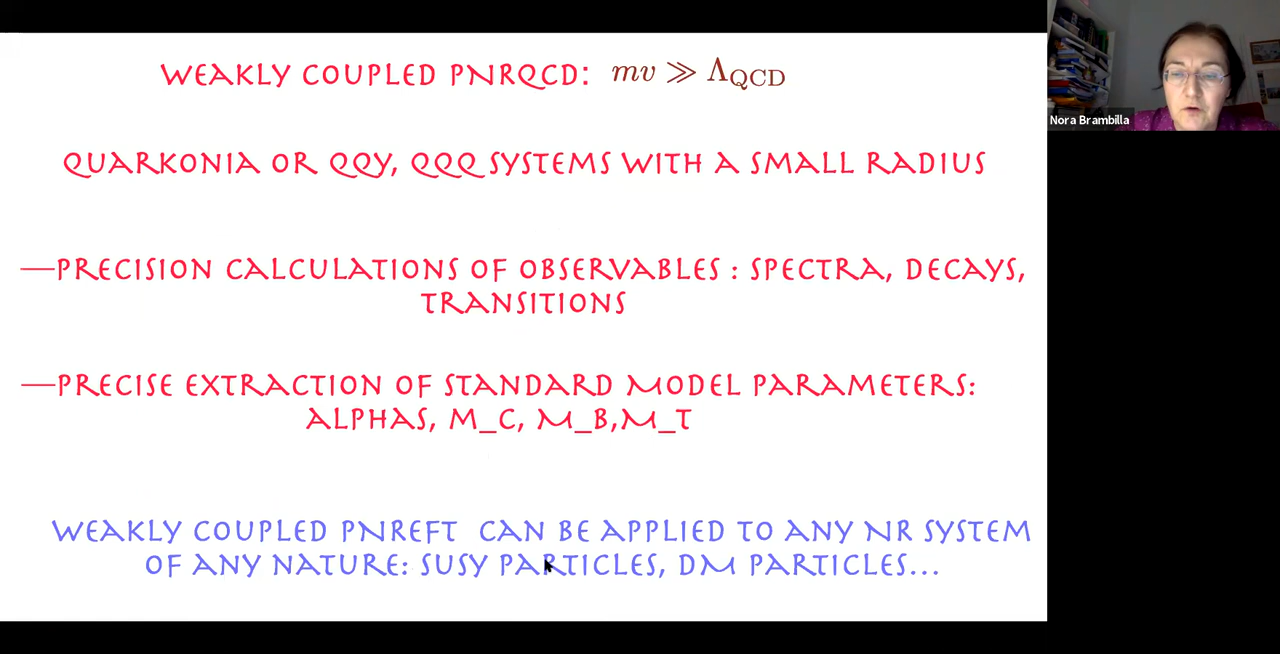 WEAKLY COUPLED PNRQCD: mv ≫ Λ_QCD
QUARKONIA OR QQY, QQQ SYSTEMS WITH A SMALL RADIUS
—PRECISION CALCULATIONS OF OBSERVABLES : SPECTRA, DECAYS,
TRANSITIONS
—PRECISE EXTRACTION OF STANDARD MODEL PARAMETERS:
ALPHAS, M_C, M_B,M_T
WEAKLY COUPLED PNREFT CAN BE APPLIED TO ANY NR SYSTEM
OF ANY NATURE: SUSY PARTICLES, DM PARTICLES...
Nora Brambilla